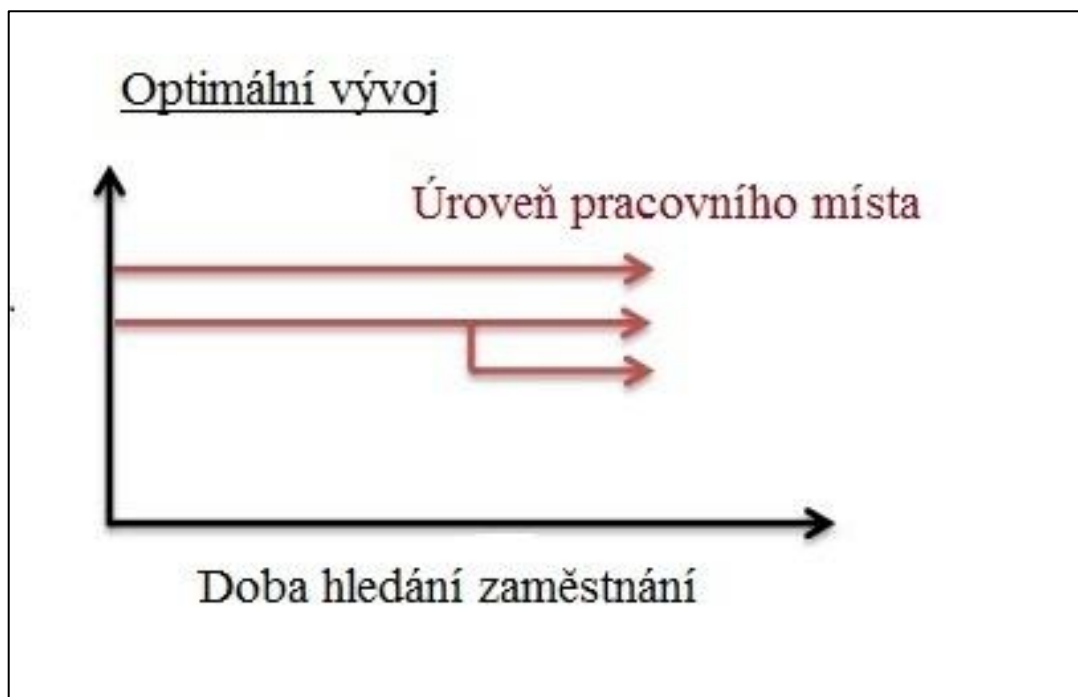 Optimální vývoj
Úroveň pracovního místa
Doba hledání zaměstnání